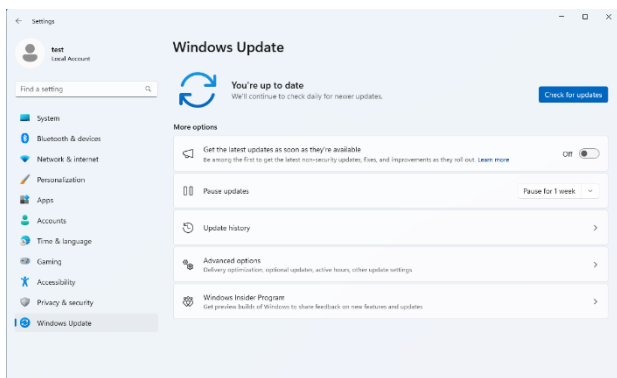 Settings
test
Local Account
Find a setting
System
Bluetooth & devices
Network & internet
Personalization
Apps
Accounts
Time & language
Gaming
Accessibility
Privacy & security
Windows Update
Windows Update
You're up to date
We'll continue to check daily for newer updates.
Check for updates
More options
Get the latest updates as soon as they're available
Be among the first to get the latest non-security updates, fixes, and improvements as they roll out. Learn more
Off
Pause updates
Pause for 1 week
Update history
Advanced options
Delivery optimization, optional updates, active hours, other update settings
Windows Insider Program
Get preview builds of Windows to share feedback on new features and updates